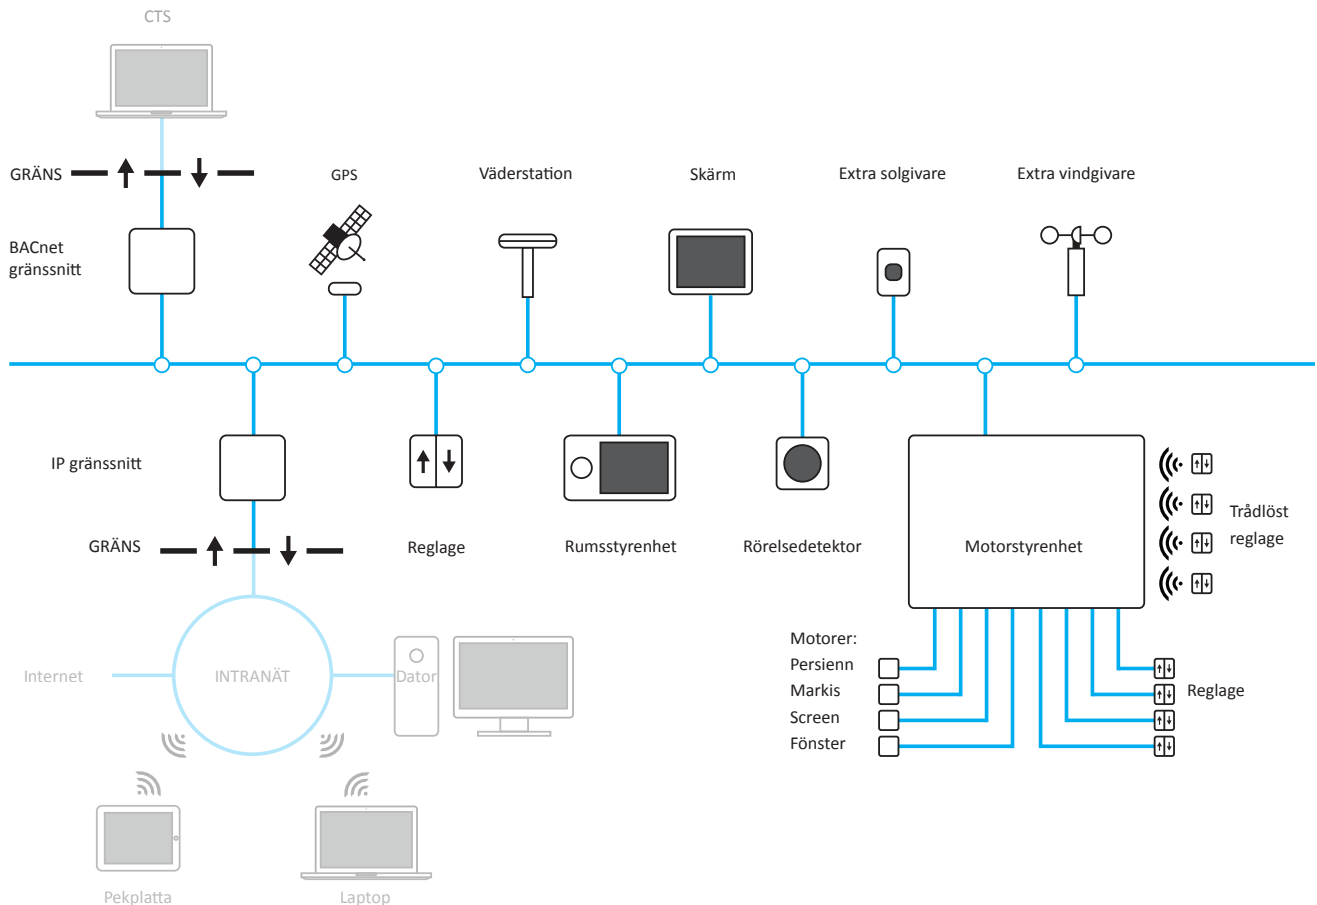 CTS
GRÄNS
GPS
Väderstation
Skärm
Extra solgivare
Extra vindgivare
BACnet
gränssnitt
IP gränssnitt
GRÄNS
Reglage
Rumsstyrenhet
Rörelsedetektor
Motorstyrenhet
Trådlöst
reglage
Internet
INTRANÄT
Dator
Motorer:
Persienn
Markis
Screen
Fönster
Reglage
Pekplatta
Laptop